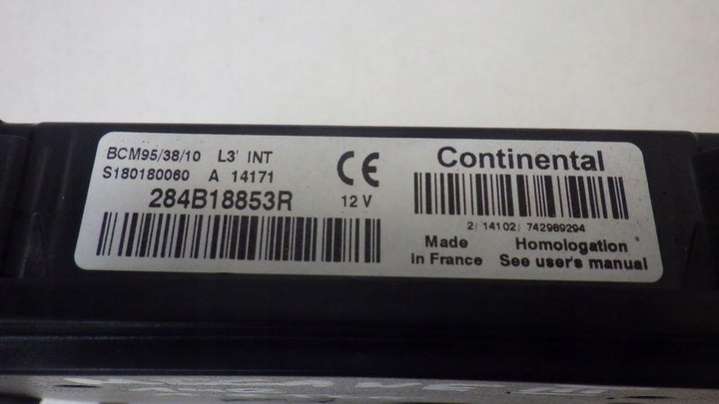 BCM95/38/10 L3' INT
S180180060 A 14171
284B18853R
CE
12 V
Continental
2| 14102| 742989294
Made
in France
Homologation
See user's manual